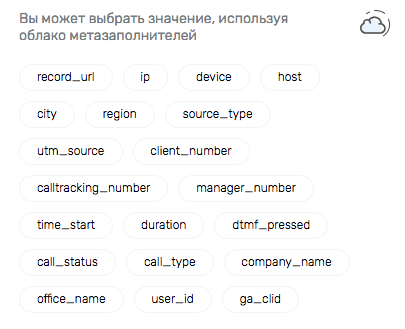 Вы может выбрать значение, используя
облако метазаполнителей
record_url ip device host
city region source_type
utm_source client_number
calltracking_number manager_number
time_start duration dtmf_pressed
call_status call_type company_name
office_name user_id ga_clid